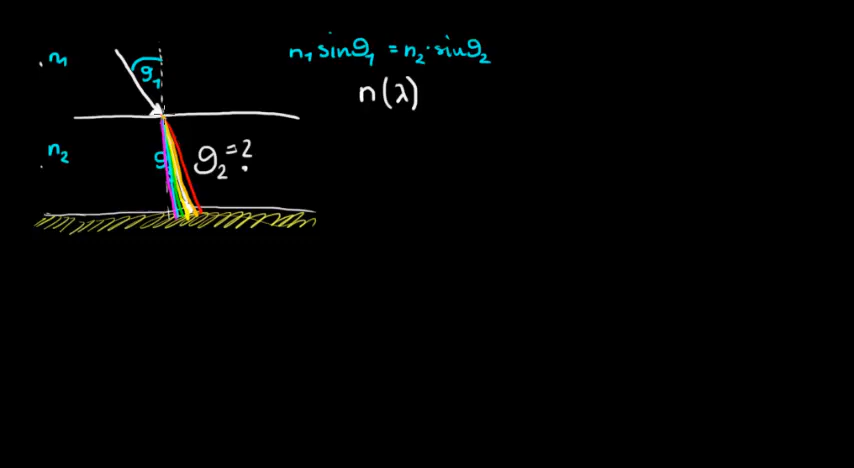 n₁
ϑ₁
n₁ sinϑ₁ = n₂·sinϑ₂
n(λ)
n₂
ϑ₂=?